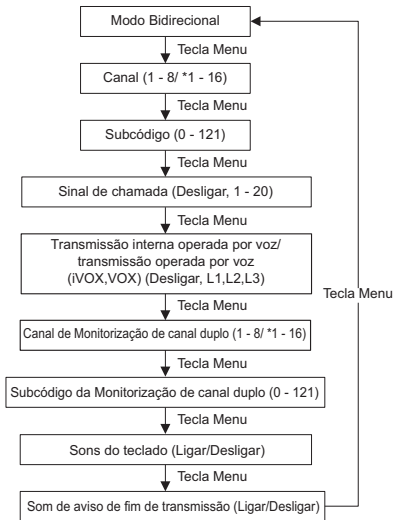 Modo Bidirecional
Tecla Menu
Canal (1 - 8/ *1 - 16)
Tecla Menu
Subcódigo (0 - 121)
Tecla Menu
Sinal de chamada (Desligar, 1 - 20)
Tecla Menu
Transmissão interna operada por voz/
transmissão operada por voz
(iVOX,VOX) (Desligar, L1,L2,L3)
Tecla Menu
Tecla Menu
Canal de Monitorização de canal duplo (1 - 8/ *1 - 16)
Tecla Menu
Subcódigo da Monitorização de canal duplo (0 - 121)
Tecla Menu
Sons do teclado (Ligar/Desligar)
Tecla Menu
Som de aviso de fim de transmissão (Ligar/Desligar)